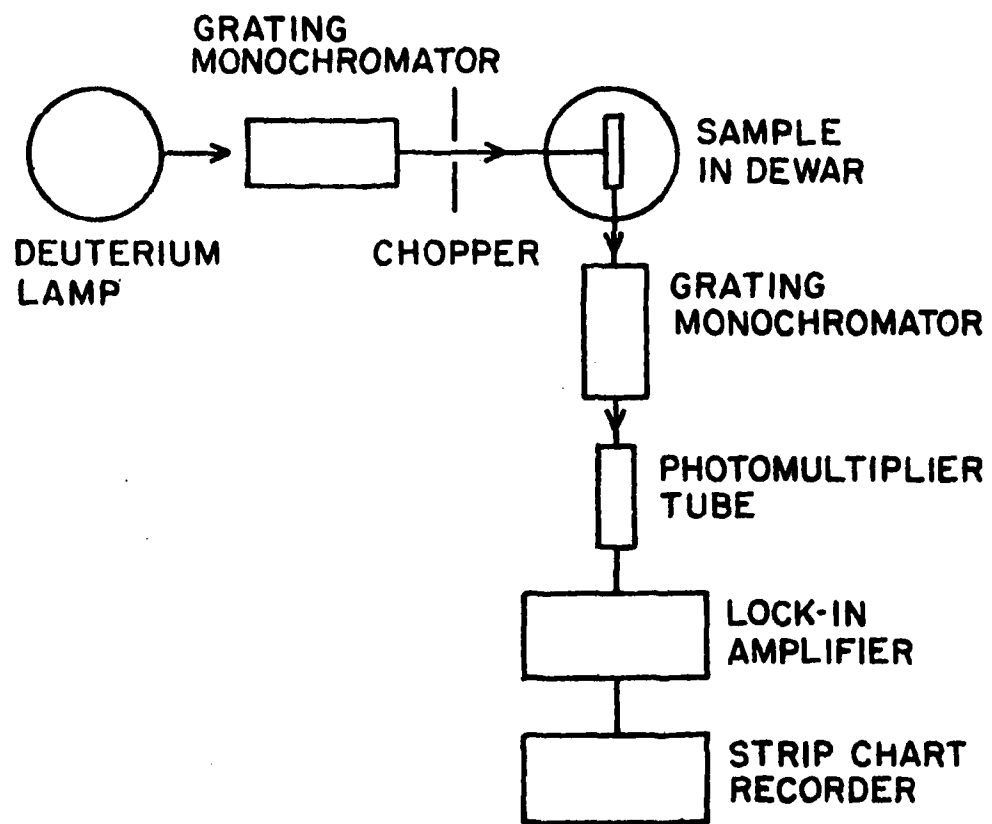 GRATING
MONOCHROMATOR
SAMPLE
IN DEWAR
DEUTERIUM
LAMP
CHOPPER
GRATING
MONOCHROMATOR
PHOTOMULTIPLIER
TUBE
LOCK-IN
AMPLIFIER
STRIP CHART
RECORDER